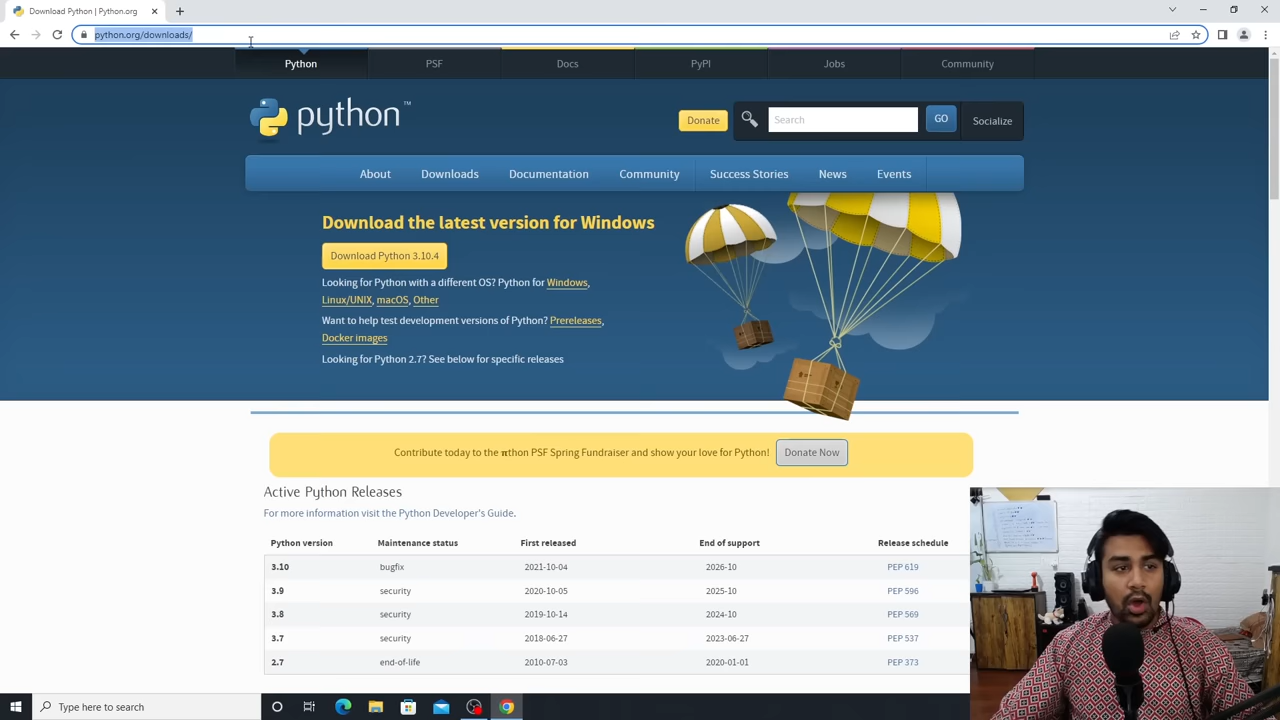 Download Python | Python.org
python.org/downloads/
Python
PSF
Docs
PyPI
Jobs
Community
python™
Donate
Search
GO
Socialize
About
Downloads
Documentation
Community
Success Stories
News
Events
Download the latest version for Windows
Download Python 3.10.4
Looking for Python with a different OS? Python for Windows,
Linux/UNIX, macOS, Other
Want to help test development versions of Python? Prereleases,
Docker images
Looking for Python 2.7? See below for specific releases
Contribute today to the πthon PSF Spring Fundraiser and show your love for Python! Donate Now
Active Python Releases
For more information visit the Python Developer's Guide.
Python version Maintenance status First released End of support Release schedule
3.10 bugfix 2021-10-04 2026-10 PEP 619
3.9 security 2020-10-05 2025-10 PEP 596
3.8 security 2019-10-14 2024-10 PEP 569
3.7 security 2018-06-27 2023-06-27 PEP 537
2.7 end-of-life 2010-07-03 2020-01-01 PEP 373
Type here to search